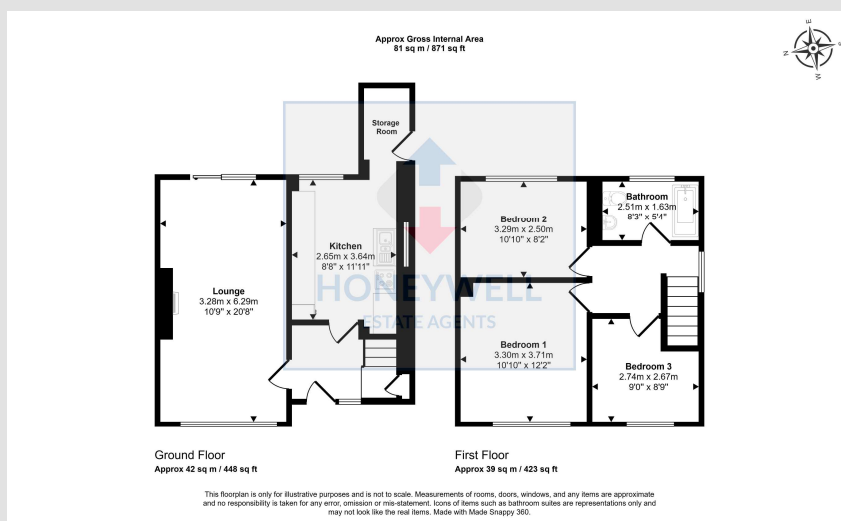 Approx Gross Internal Area
81 sq m / 871 sq ft
E
N
S
W
Storage
Room
Lounge
3.28m x 6.29m
10'9" x 20'8"
Kitchen
2.65m x 3.64m
8'8" x 11'11"
Bedroom 2
3.29m x 2.50m
10'10" x 8'2"
Bathroom
2.51m x 1.63m
8'3" x 5'4"
HONEYWELL
ESTATE AGENTS
Bedroom 1
3.30m x 3.71m
10'10" x 12'2"
Bedroom 3
2.74m x 2.67m
9'0" x 8'9"
Ground Floor
Approx 42 sq m / 448 sq ft
First Floor
Approx 39 sq m / 423 sq ft
This floorplan is only for illustrative purposes and is not to scale. Measurements of rooms, doors, windows, and any items are approximate
and no responsibility is taken for any error, omission or mis-statement. Icons of items such as bathroom suites are representations only and
may not look like the real items. Made with Made Snappy 360.